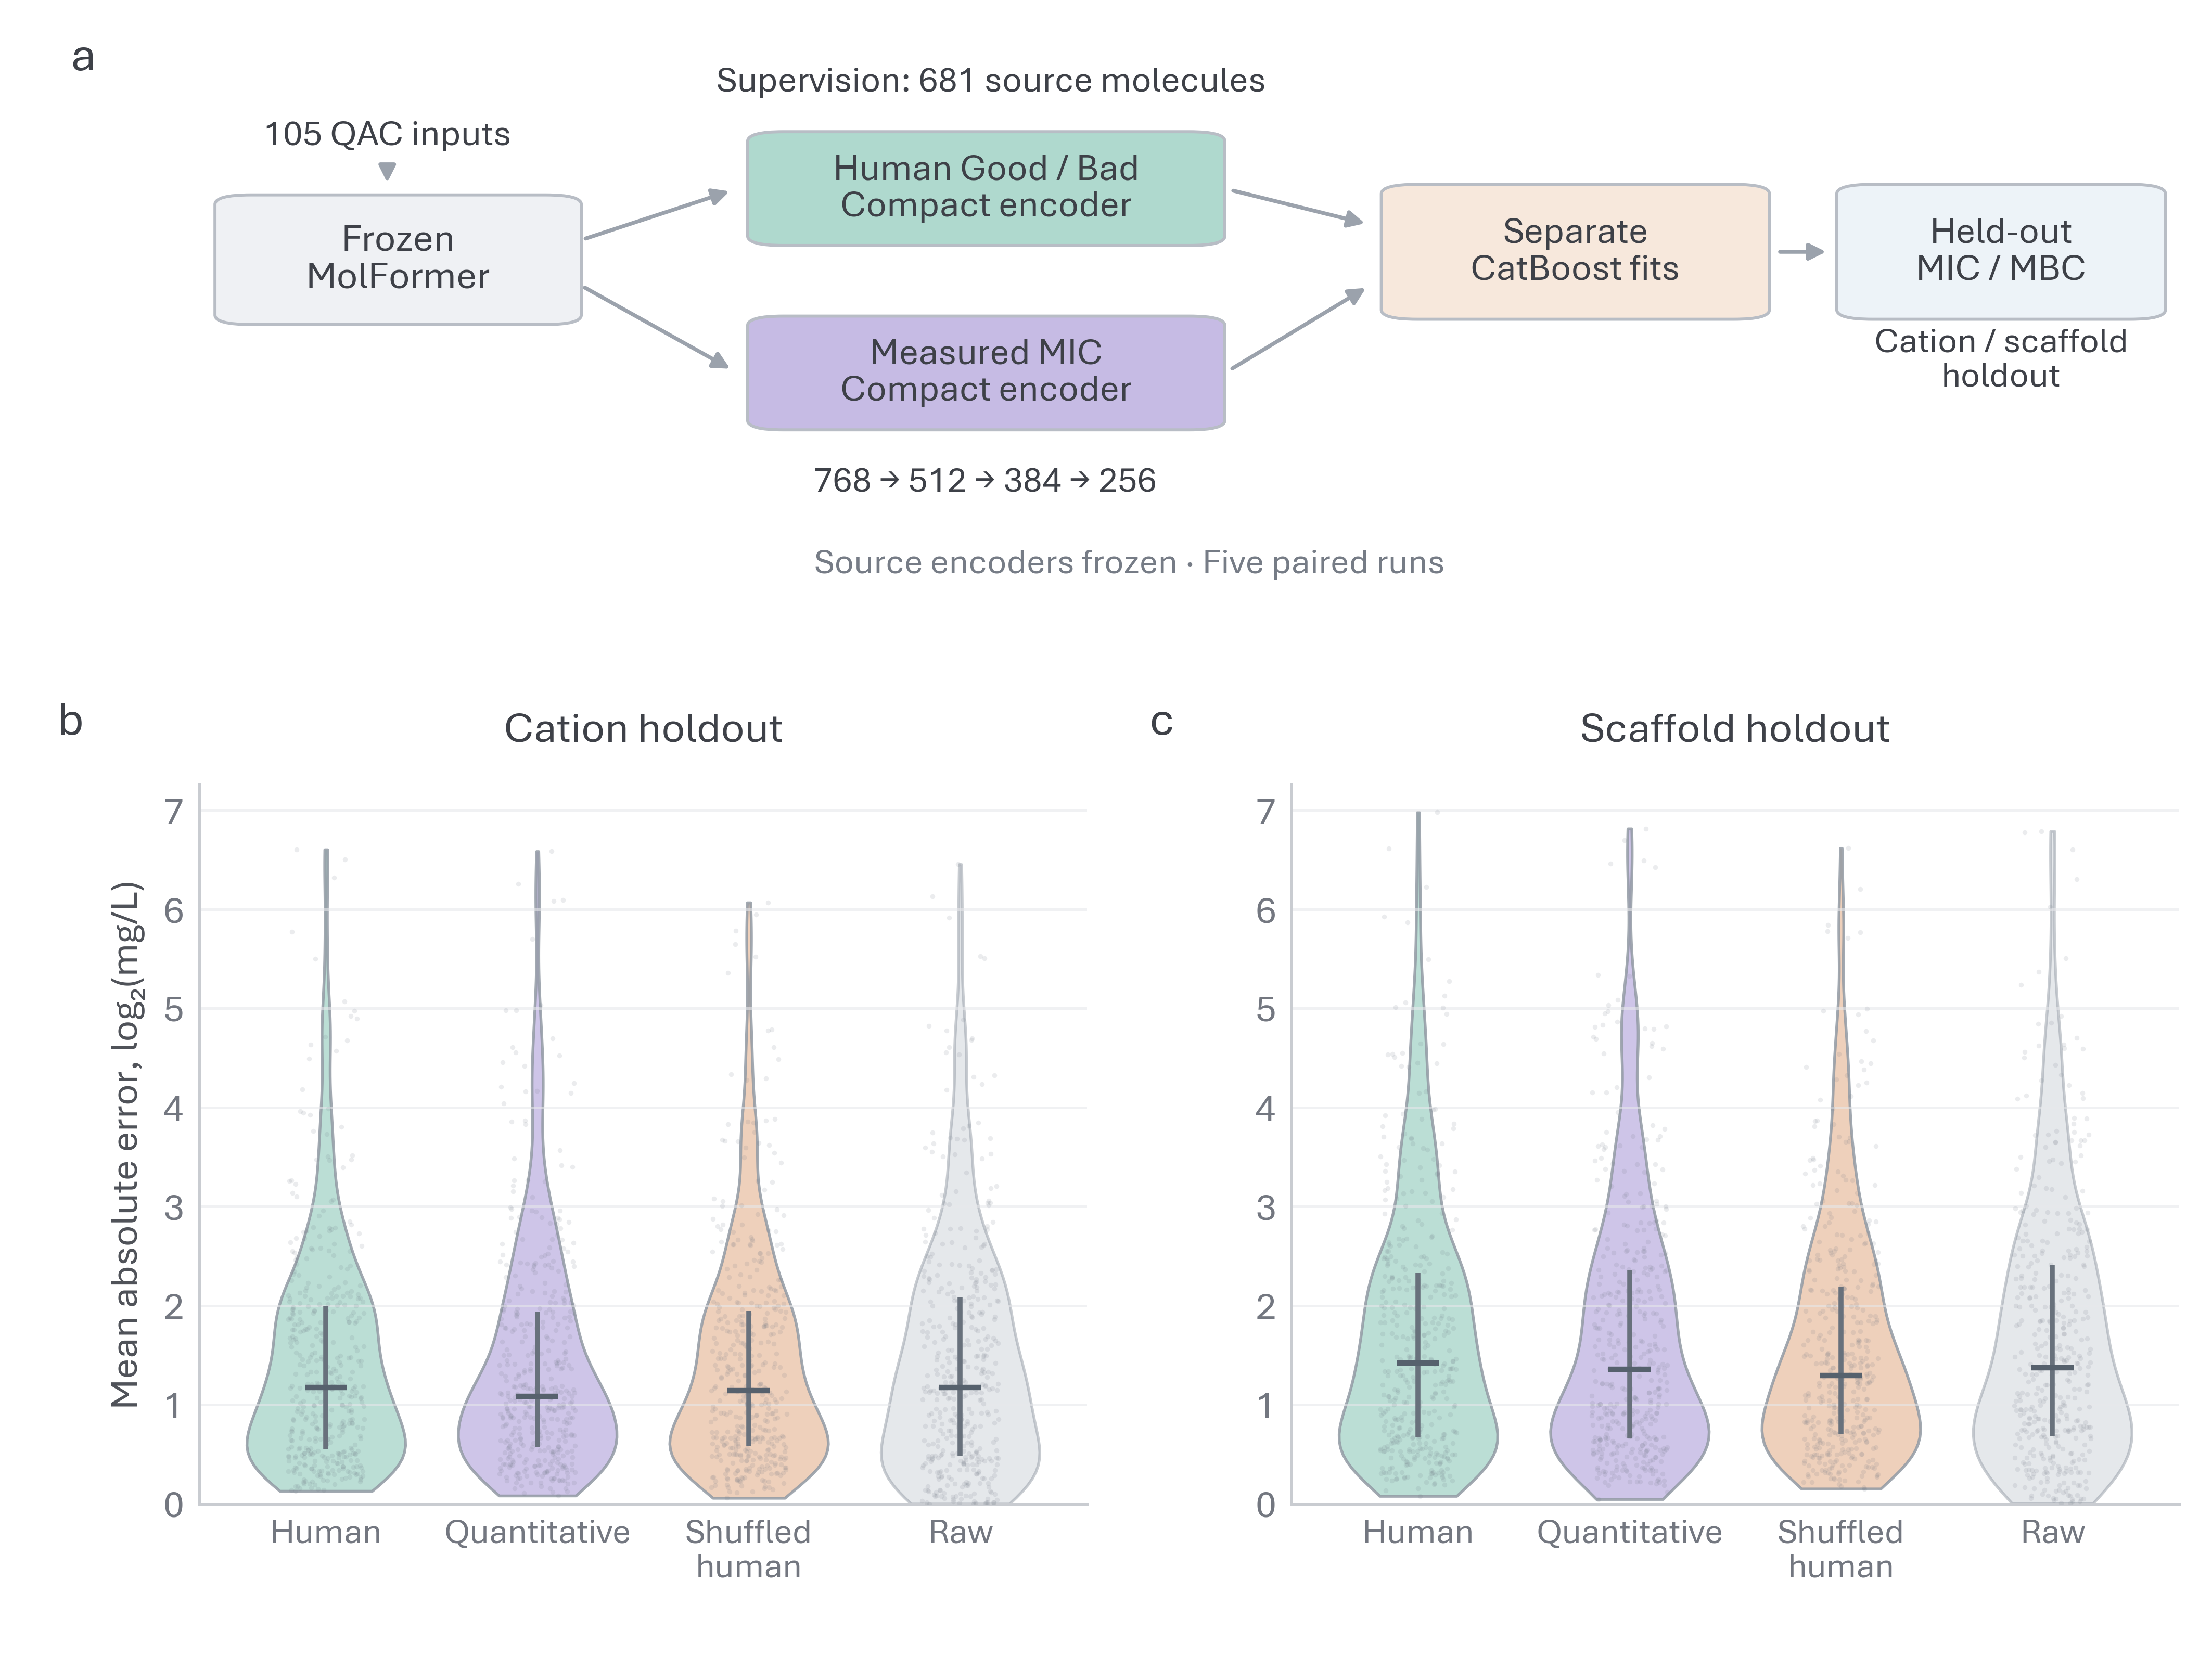 a
Supervision: 681 source molecules
105 QAC inputs
Frozen
MolFormer
Human Good / Bad
Compact encoder
Measured MIC
Compact encoder
Separate
CatBoost fits
Held-out
MIC / MBC
Cation / scaffold
holdout
768 → 512 → 384 → 256
Source encoders frozen · Five paired runs
b
Cation holdout
Mean absolute error, log₂(mg/L)
7
6
5
4
3
2
1
0
Human
Quantitative
Shuffled
human
Raw
c
Scaffold holdout
7
6
5
4
3
2
1
0
Human
Quantitative
Shuffled
human
Raw